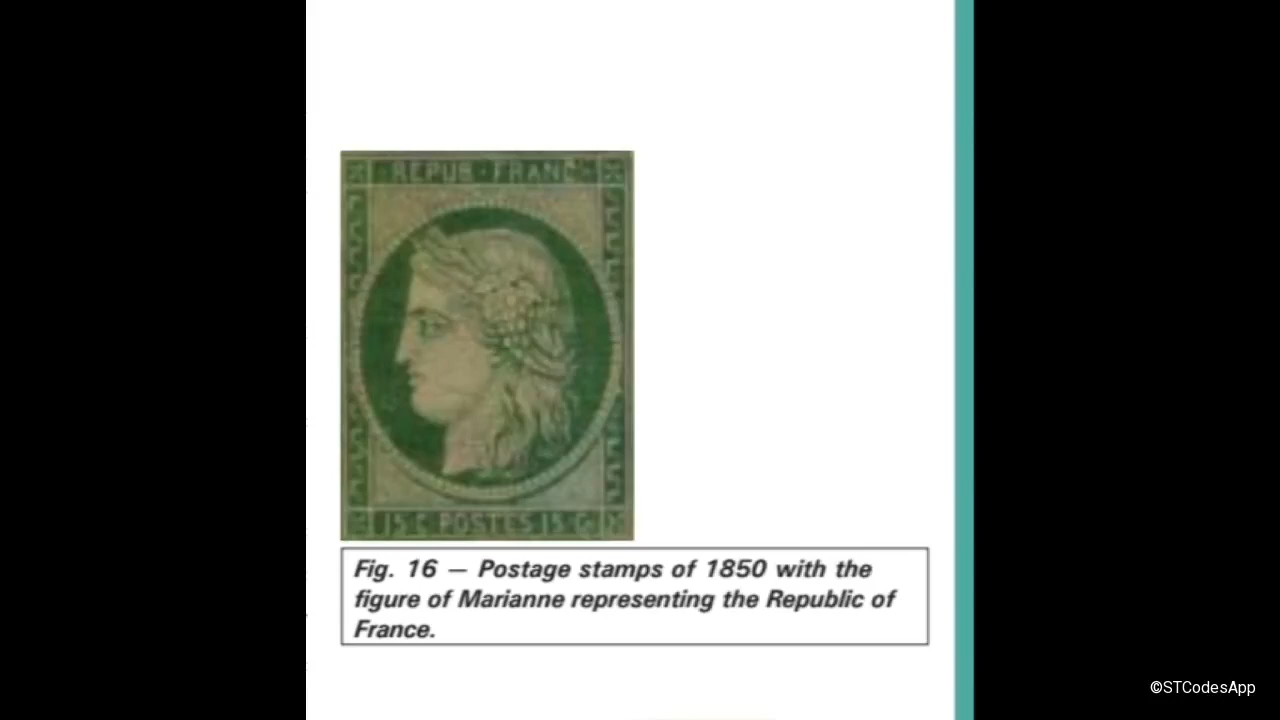 REPUB · FRANC
15 C POSTES 15 C
Fig. 16 — Postage stamps of 1850 with the
figure of Marianne representing the Republic of
France.
©STCodesApp